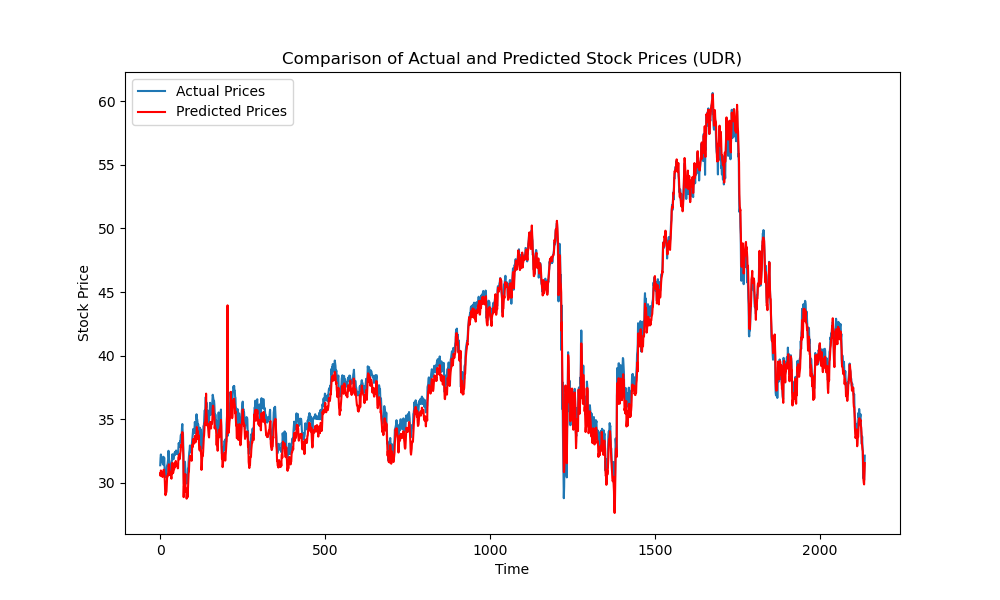 Comparison of Actual and Predicted Stock Prices (UDR)
Actual Prices
Predicted Prices
60
55
50
45
40
35
30
Stock Price
0 500 1000 1500 2000
Time